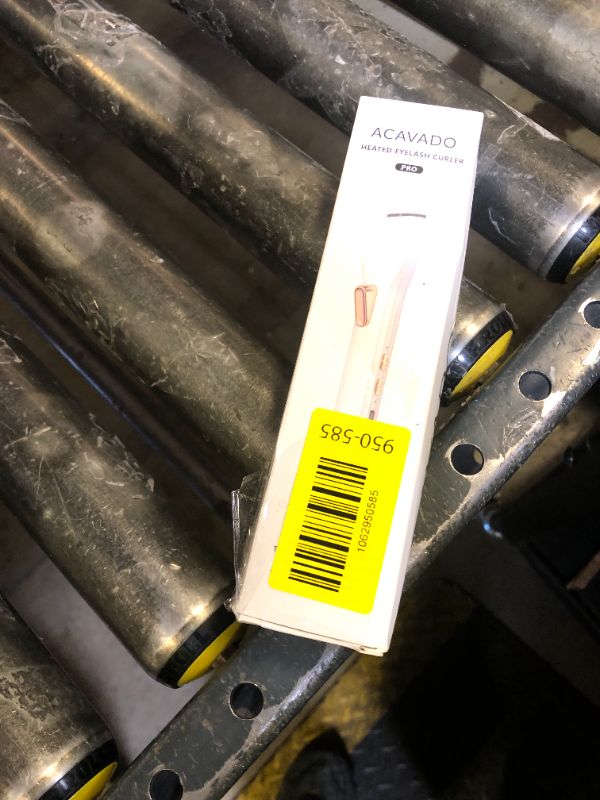 ACAVADO
HEATED EYELASH CURLER
PRO
950-585
1062950585